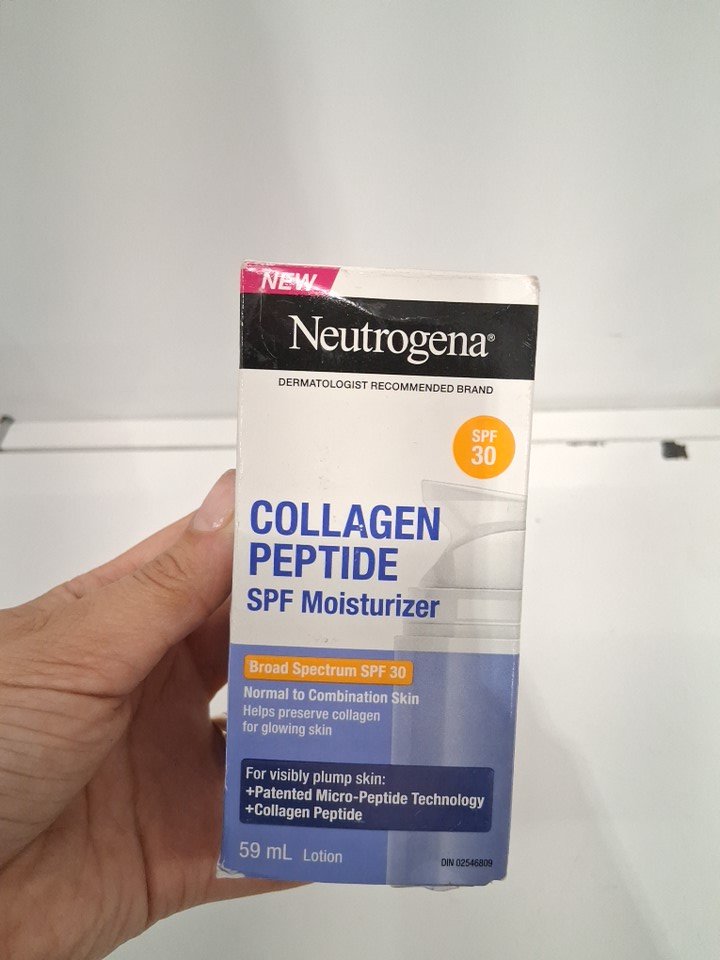 NEW
Neutrogena®
DERMATOLOGIST RECOMMENDED BRAND
SPF
30
COLLAGEN
PEPTIDE
SPF Moisturizer
Broad Spectrum SPF 30
Normal to Combination Skin
Helps preserve collagen
for glowing skin
For visibly plump skin:
+Patented Micro-Peptide Technology
+Collagen Peptide
59 mL Lotion
DIN 02546809